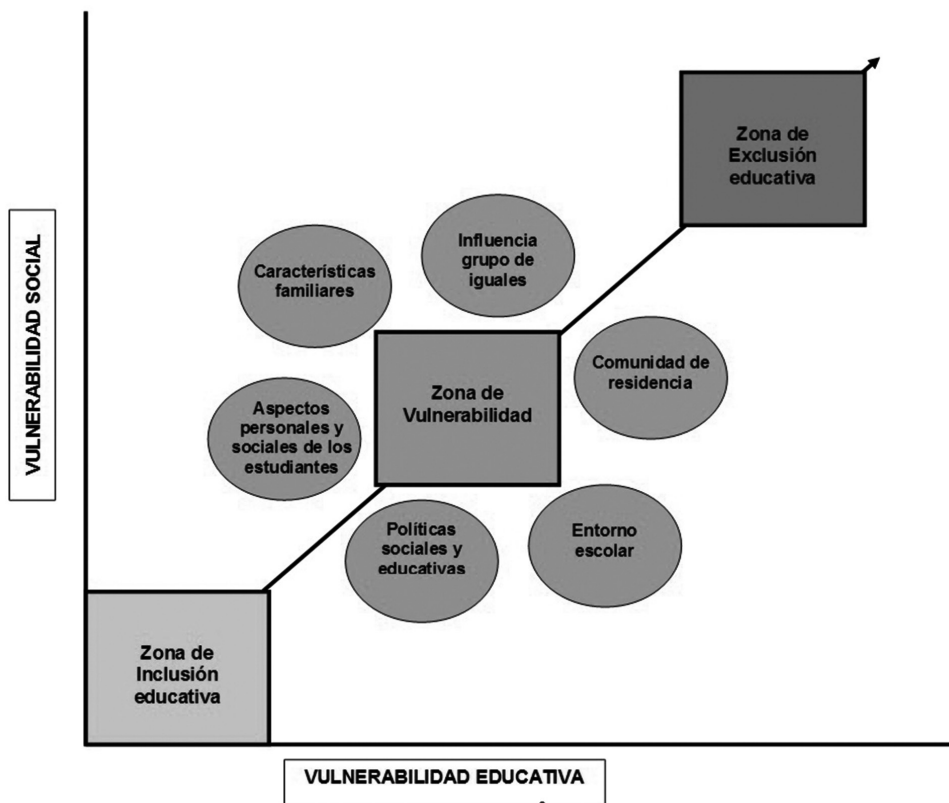 Zona de
Exclusión
educativa
Influencia
grupo de
iguales
Características
familiares
VULNERABILIDAD SOCIAL
Comunidad de
residencia
Zona de
Vulnerabilidad
Aspectos
personales y
sociales de los
estudiantes
Políticas
sociales y
educativas
Entorno
escolar
Zona de
Inclusión
educativa
VULNERABILIDAD EDUCATIVA